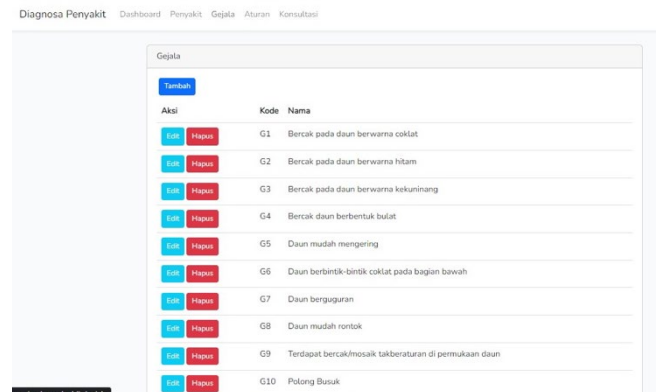 Diagnosa Penyakit Dashboard Penyakit Gejala Aturan Konsultasi
Gejala
Tambah
Aksi Kode Nama
Edit Hapus G1 Bercak pada daun berwarna coklat
Edit Hapus G2 Bercak pada daun berwarna hitam
Edit Hapus G3 Bercak pada daun berwarna kekuninang
Edit Hapus G4 Bercak daun berbentuk bulat
Edit Hapus G5 Daun mudah mengering
Edit Hapus G6 Daun berbintik-bintik coklat pada bagian bawah
Edit Hapus G7 Daun berguguran
Edit Hapus G8 Daun mudah rontok
Edit Hapus G9 Terdapat bercak/mosaik takberaturan di permukaan daun
Edit Hapus G10 Polong Busuk